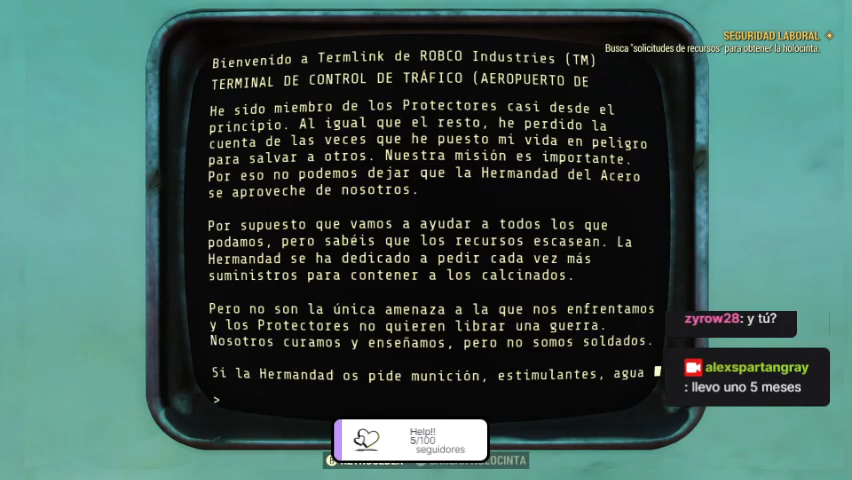 SEGURIDAD LABORAL
Busca "solicitudes de recursos" para obtener la holocinta.
Bienvenido a Termlink de ROBCO Industries (TM)
TERMINAL DE CONTROL DE TRÁFICO (AEROPUERTO DE
He sido miembro de los Protectores casi desde el
principio. Al igual que el resto, he perdido la
cuenta de las veces que he puesto mi vida en peligro
para salvar a otros. Nuestra misión es importante.
Por eso no podemos dejar que la Hermandad del Acero
se aproveche de nosotros.
Por supuesto que vamos a ayudar a todos los que
podamos, pero sabéis que los recursos escasean. La
Hermandad se ha dedicado a pedir cada vez más
suministros para contener a los calcinados.
Pero no son la única amenaza a la que nos enfrentamos
y los Protectores no quieren librar una guerra.
Nosotros curamos y enseñamos, pero no somos soldados.
Si la Hermandad os pide munición, estimulantes, agua
>
zyrow28: y tú?
alexspartangray
: llevo uno 5 meses
Help!!
5/100
seguidores
HOLOCINTA